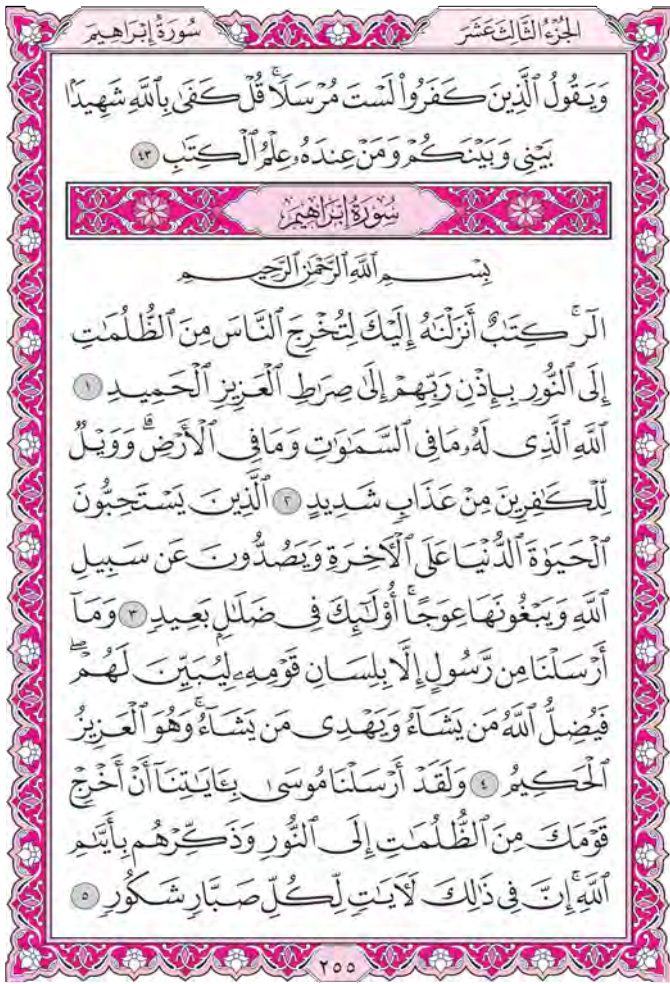 الجُزْءُ الثَّالِثَ عَشَرَ سُورَةُ إِبْرَاهِيمَ
وَيَقُولُ ٱلَّذِينَ كَفَرُواْ لَسْتَ مُرْسَلٗاۚ قُلْ كَفَىٰ بِٱللَّهِ شَهِيدَۢا
بَيْنِي وَبَيْنَكُمْ وَمَنْ عِندَهُۥ عِلْمُ ٱلْكِتَٰبِ ٤٣
سُورَةُ إِبْرَاهِيمَ
بِسْمِ ٱللَّهِ ٱلرَّحْمَٰنِ ٱلرَّحِيمِ
الٓرۚ كِتَٰبٌ أَنزَلْنَٰهُ إِلَيْكَ لِتُخْرِجَ ٱلنَّاسَ مِنَ ٱلظُّلُمَٰتِ
إِلَى ٱلنُّورِ بِإِذْنِ رَبِّهِمْ إِلَىٰ صِرَٰطِ ٱلْعَزِيزِ ٱلْحَمِيدِ ١
ٱللَّهِ ٱلَّذِي لَهُۥ مَا فِي ٱلسَّمَٰوَٰتِ وَمَا فِي ٱلْأَرْضِۗ وَوَيْلٌ
لِّلْكَٰفِرِينَ مِنْ عَذَابٖ شَدِيدٍ ٢ ٱلَّذِينَ يَسْتَحِبُّونَ
ٱلْحَيَوٰةَ ٱلدُّنْيَا عَلَى ٱلْأٓخِرَةِ وَيَصُدُّونَ عَن سَبِيلِ
ٱللَّهِ وَيَبْغُونَهَا عِوَجًاۚ أُوْلَٰٓئِكَ فِي ضَلَٰلِۭ بَعِيدٖ ٣ وَمَآ
أَرْسَلْنَا مِن رَّسُولٍ إِلَّا بِلِسَانِ قَوْمِهِۦ لِيُبَيِّنَ لَهُمْۖ
فَيُضِلُّ ٱللَّهُ مَن يَشَآءُ وَيَهْدِي مَن يَشَآءُۚ وَهُوَ ٱلْعَزِيزُ
ٱلْحَكِيمُ ٤ وَلَقَدْ أَرْسَلْنَا مُوسَىٰ بِـَٔايَٰتِنَآ أَنْ أَخْرِجْ
قَوْمَكَ مِنَ ٱلظُّلُمَٰتِ إِلَى ٱلنُّورِ وَذَكِّرْهُم بِأَيَّىٰمِ
ٱللَّهِۚ إِنَّ فِي ذَٰلِكَ لَأٓيَٰتٖ لِّكُلِّ صَبَّارٖ شَكُورٖ ٥
٢٥٥